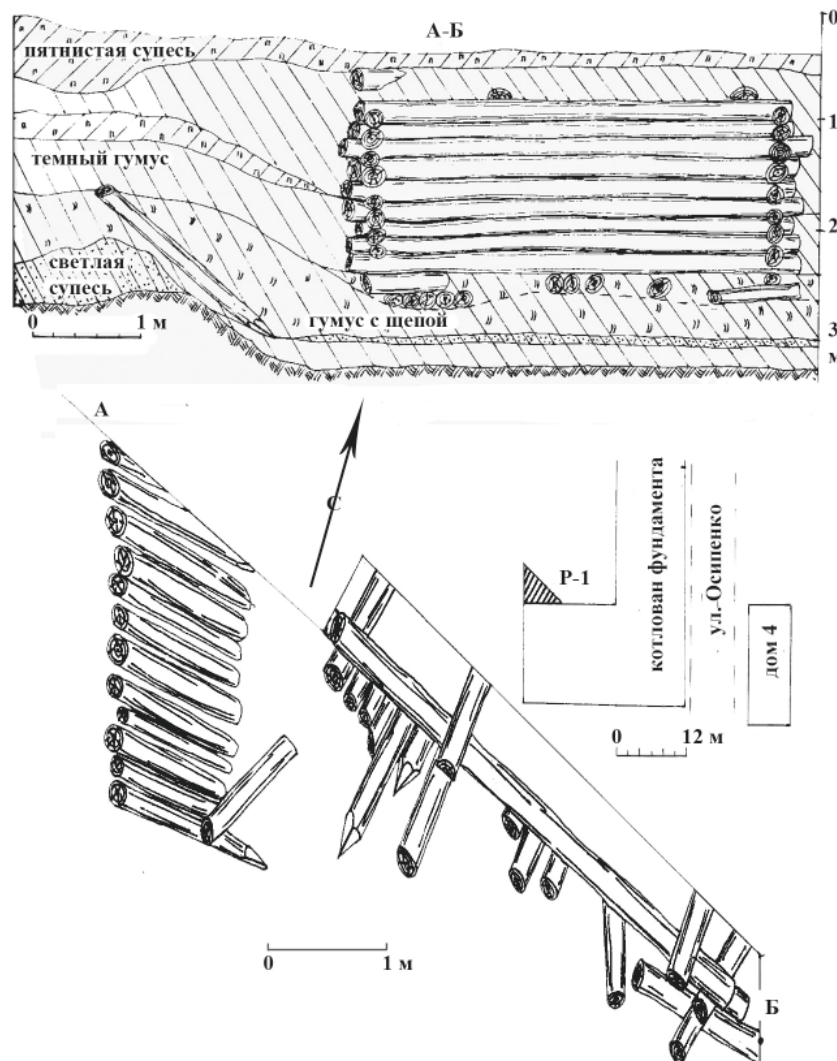 А-Б
0
пятнистая супесь
1
темный гумус
2
светлая
супесь
0 1 м
гумус с щепой
3
м
А
С
Р-1
котлован фундамента
ул. Осипенко
дом 4
0 12 м
0 1 м
Б